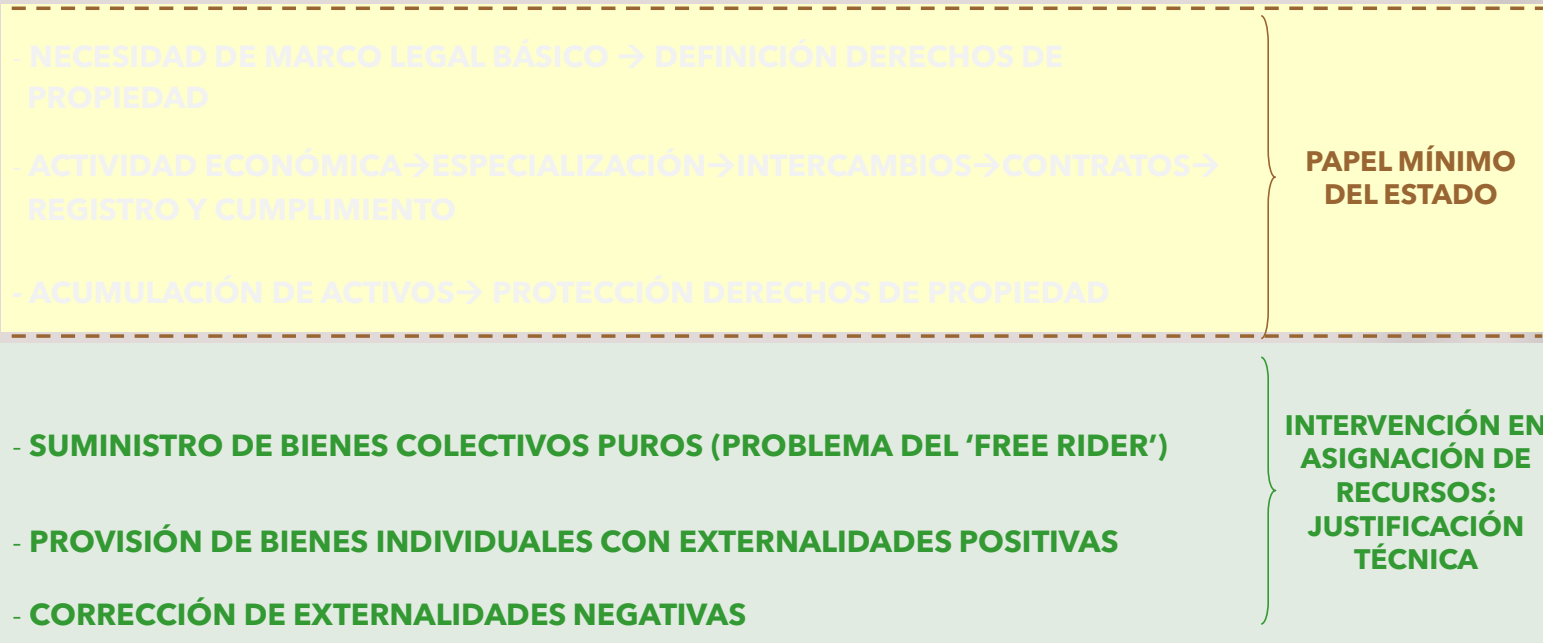 - NECESIDAD DE MARCO LEGAL BÁSICO → DEFINICIÓN DERECHOS DE
PROPIEDAD
- ACTIVIDAD ECONÓMICA→ESPECIALIZACIÓN→INTERCAMBIOS→CONTRATOS→
REGISTRO Y CUMPLIMIENTO
- ACUMULACIÓN DE ACTIVOS→ PROTECCIÓN DERECHOS DE PROPIEDAD
PAPEL MÍNIMO
DEL ESTADO
- SUMINISTRO DE BIENES COLECTIVOS PUROS (PROBLEMA DEL ‘FREE RIDER’)
- PROVISIÓN DE BIENES INDIVIDUALES CON EXTERNALIDADES POSITIVAS
- CORRECCIÓN DE EXTERNALIDADES NEGATIVAS
INTERVENCIÓN EN
ASIGNACIÓN DE
RECURSOS:
JUSTIFICACIÓN
TÉCNICA